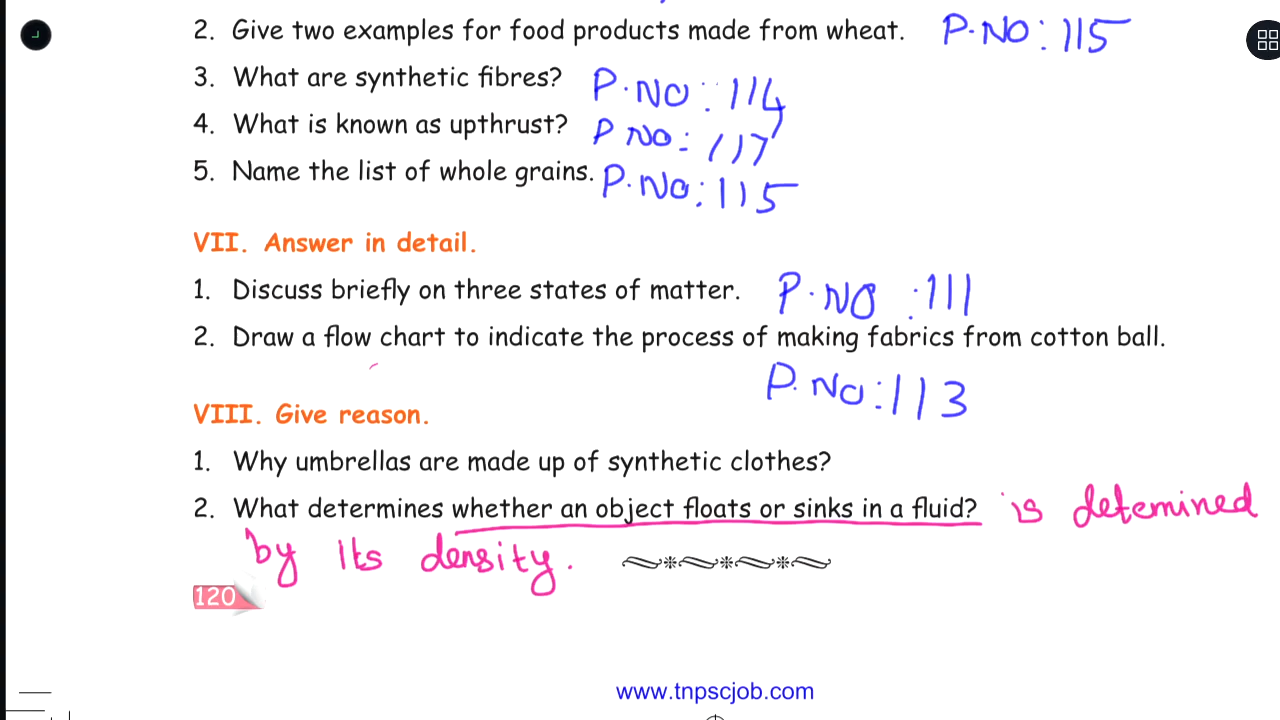 2. Give two examples for food products made from wheat. P.NO: 115
3. What are synthetic fibres? P.NO: 114
4. What is known as upthrust? P NO: 117
5. Name the list of whole grains. P.NO: 115
VII. Answer in detail.
1. Discuss briefly on three states of matter. P.NO :111
2. Draw a flow chart to indicate the process of making fabrics from cotton ball.
P.NO:113
VIII. Give reason.
1. Why umbrellas are made up of synthetic clothes?
2. What determines whether an object floats or sinks in a fluid? is detemined
by its density.
120
www.tnpscjob.com